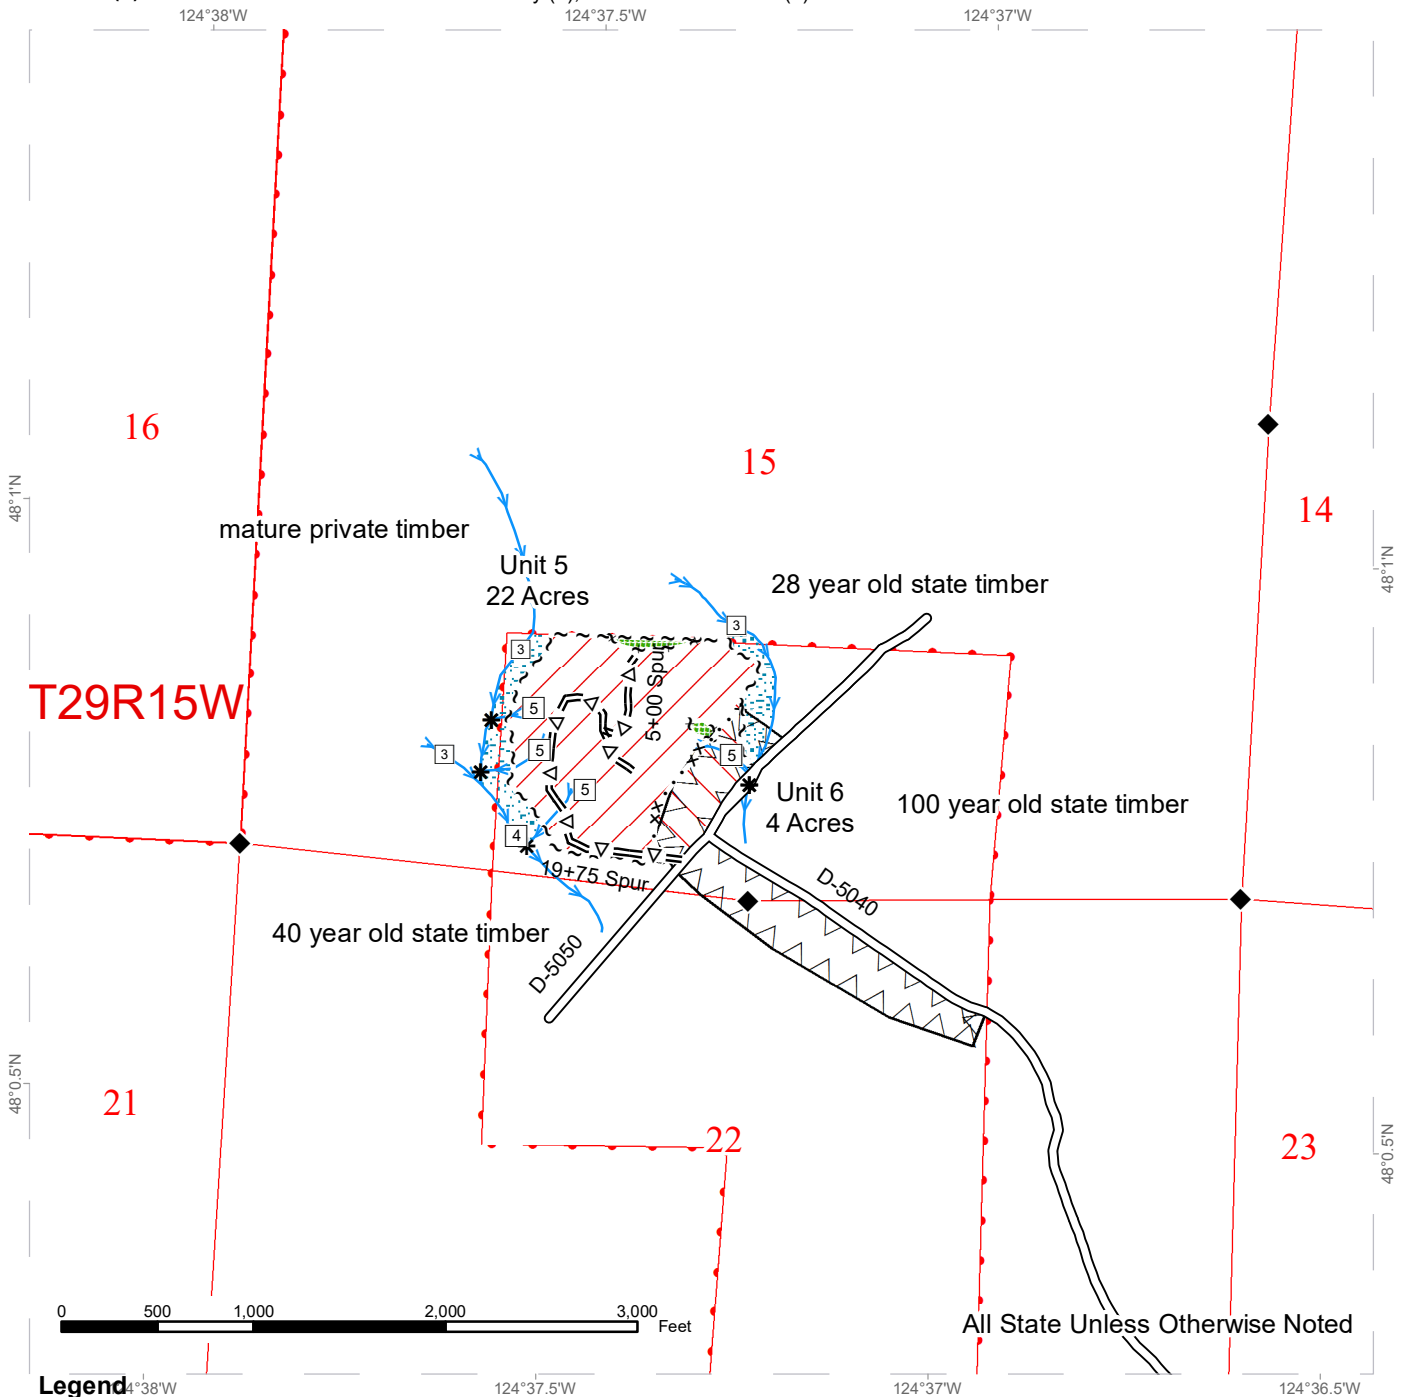 124°38'W
124°37.5'W
124°37'W
16
15
14
48°1'N
48°1'N
mature private timber
Unit 5
22 Acres
28 year old state timber
3
3
T29R15W
5
5+00 Spur
5
3
5
5
Unit 6
4 Acres
100 year old state timber
4
19+75 Spur
D-5040
40 year old state timber
D-5050
48°0.5'N
48°0.5'N
21
22
23
0
500
1,000
2,000
3,000
Feet
All State Unless Otherwise Noted
Legend
124°38'W
124°37.5'W
124°37'W
124°36.5'W